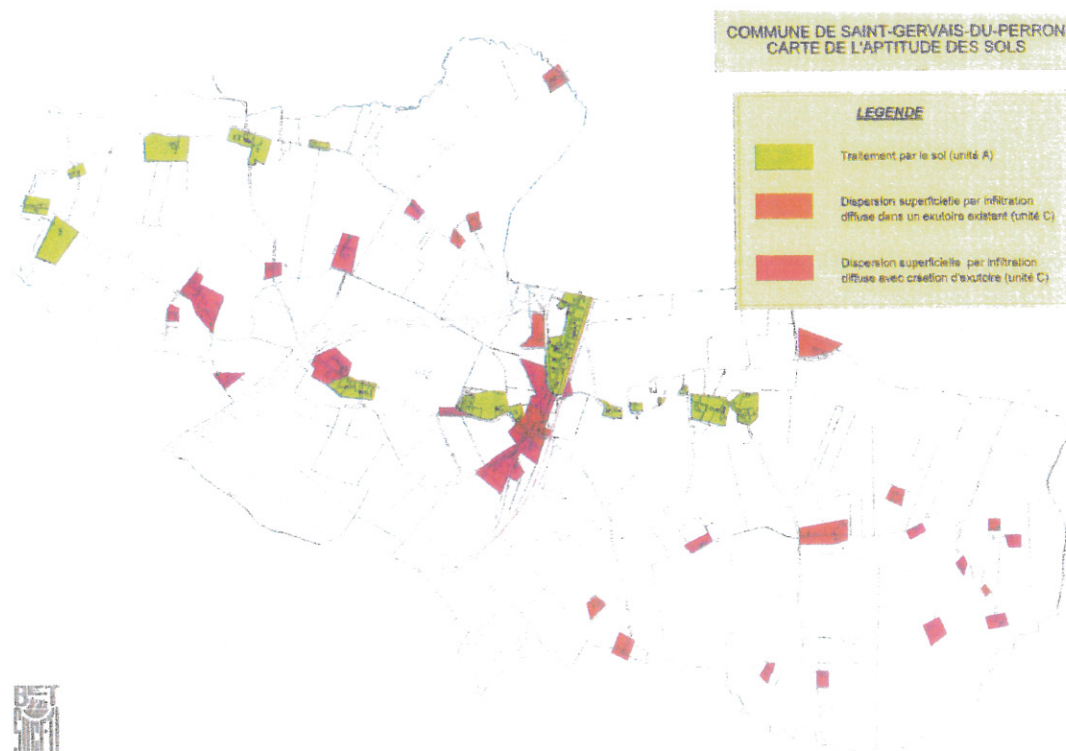 COMMUNE DE SAINT-GERVAIS-DU-PERRON
CARTE DE L'APTITUDE DES SOLS
LEGENDE
Traitement par le sol (unité A)
Dispersion superficielle par infiltration
diffuse dans un exutoire existant (unité C)
Dispersion superficielle par infiltration
diffuse avec création d'exutoire (unité C)
BET